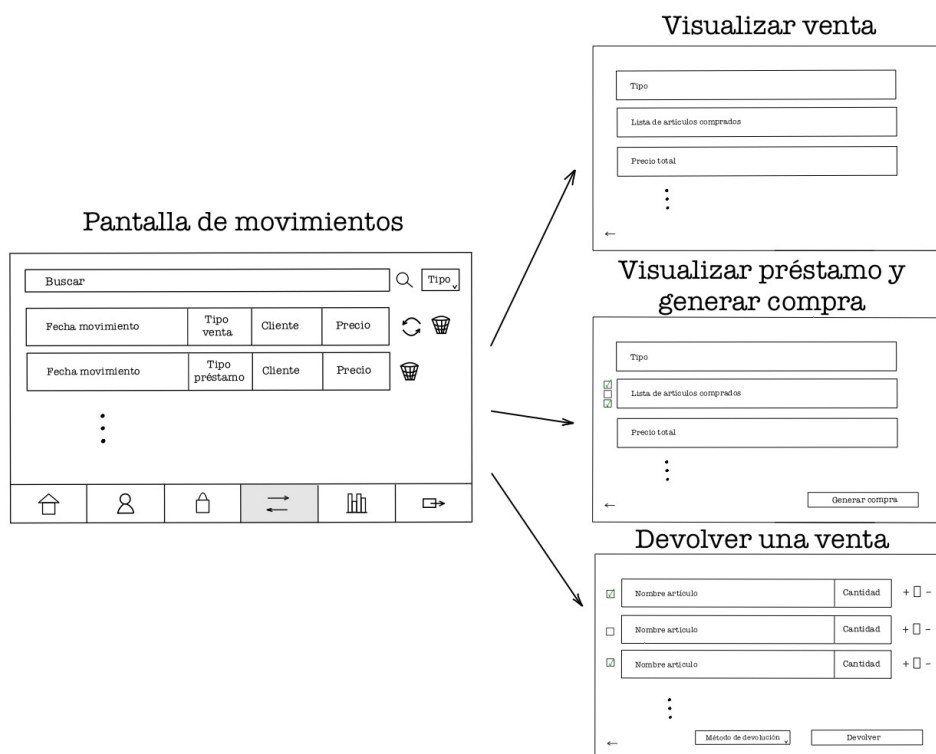 Visualizar venta
Tipo
Lista de artículos comprados
Precio total
Pantalla de movimientos
Buscar
Tipo
Fecha movimiento
Tipo
venta
Cliente
Precio
Fecha movimiento
Tipo
préstamo
Cliente
Precio
Visualizar préstamo y
generar compra
Tipo
Lista de artículos comprados
Precio total
Generar compra
Devolver una venta
Nombre artículo
Cantidad
+ -
Nombre artículo
Cantidad
+ -
Nombre artículo
Cantidad
+ -
Método de devolución
Devolver